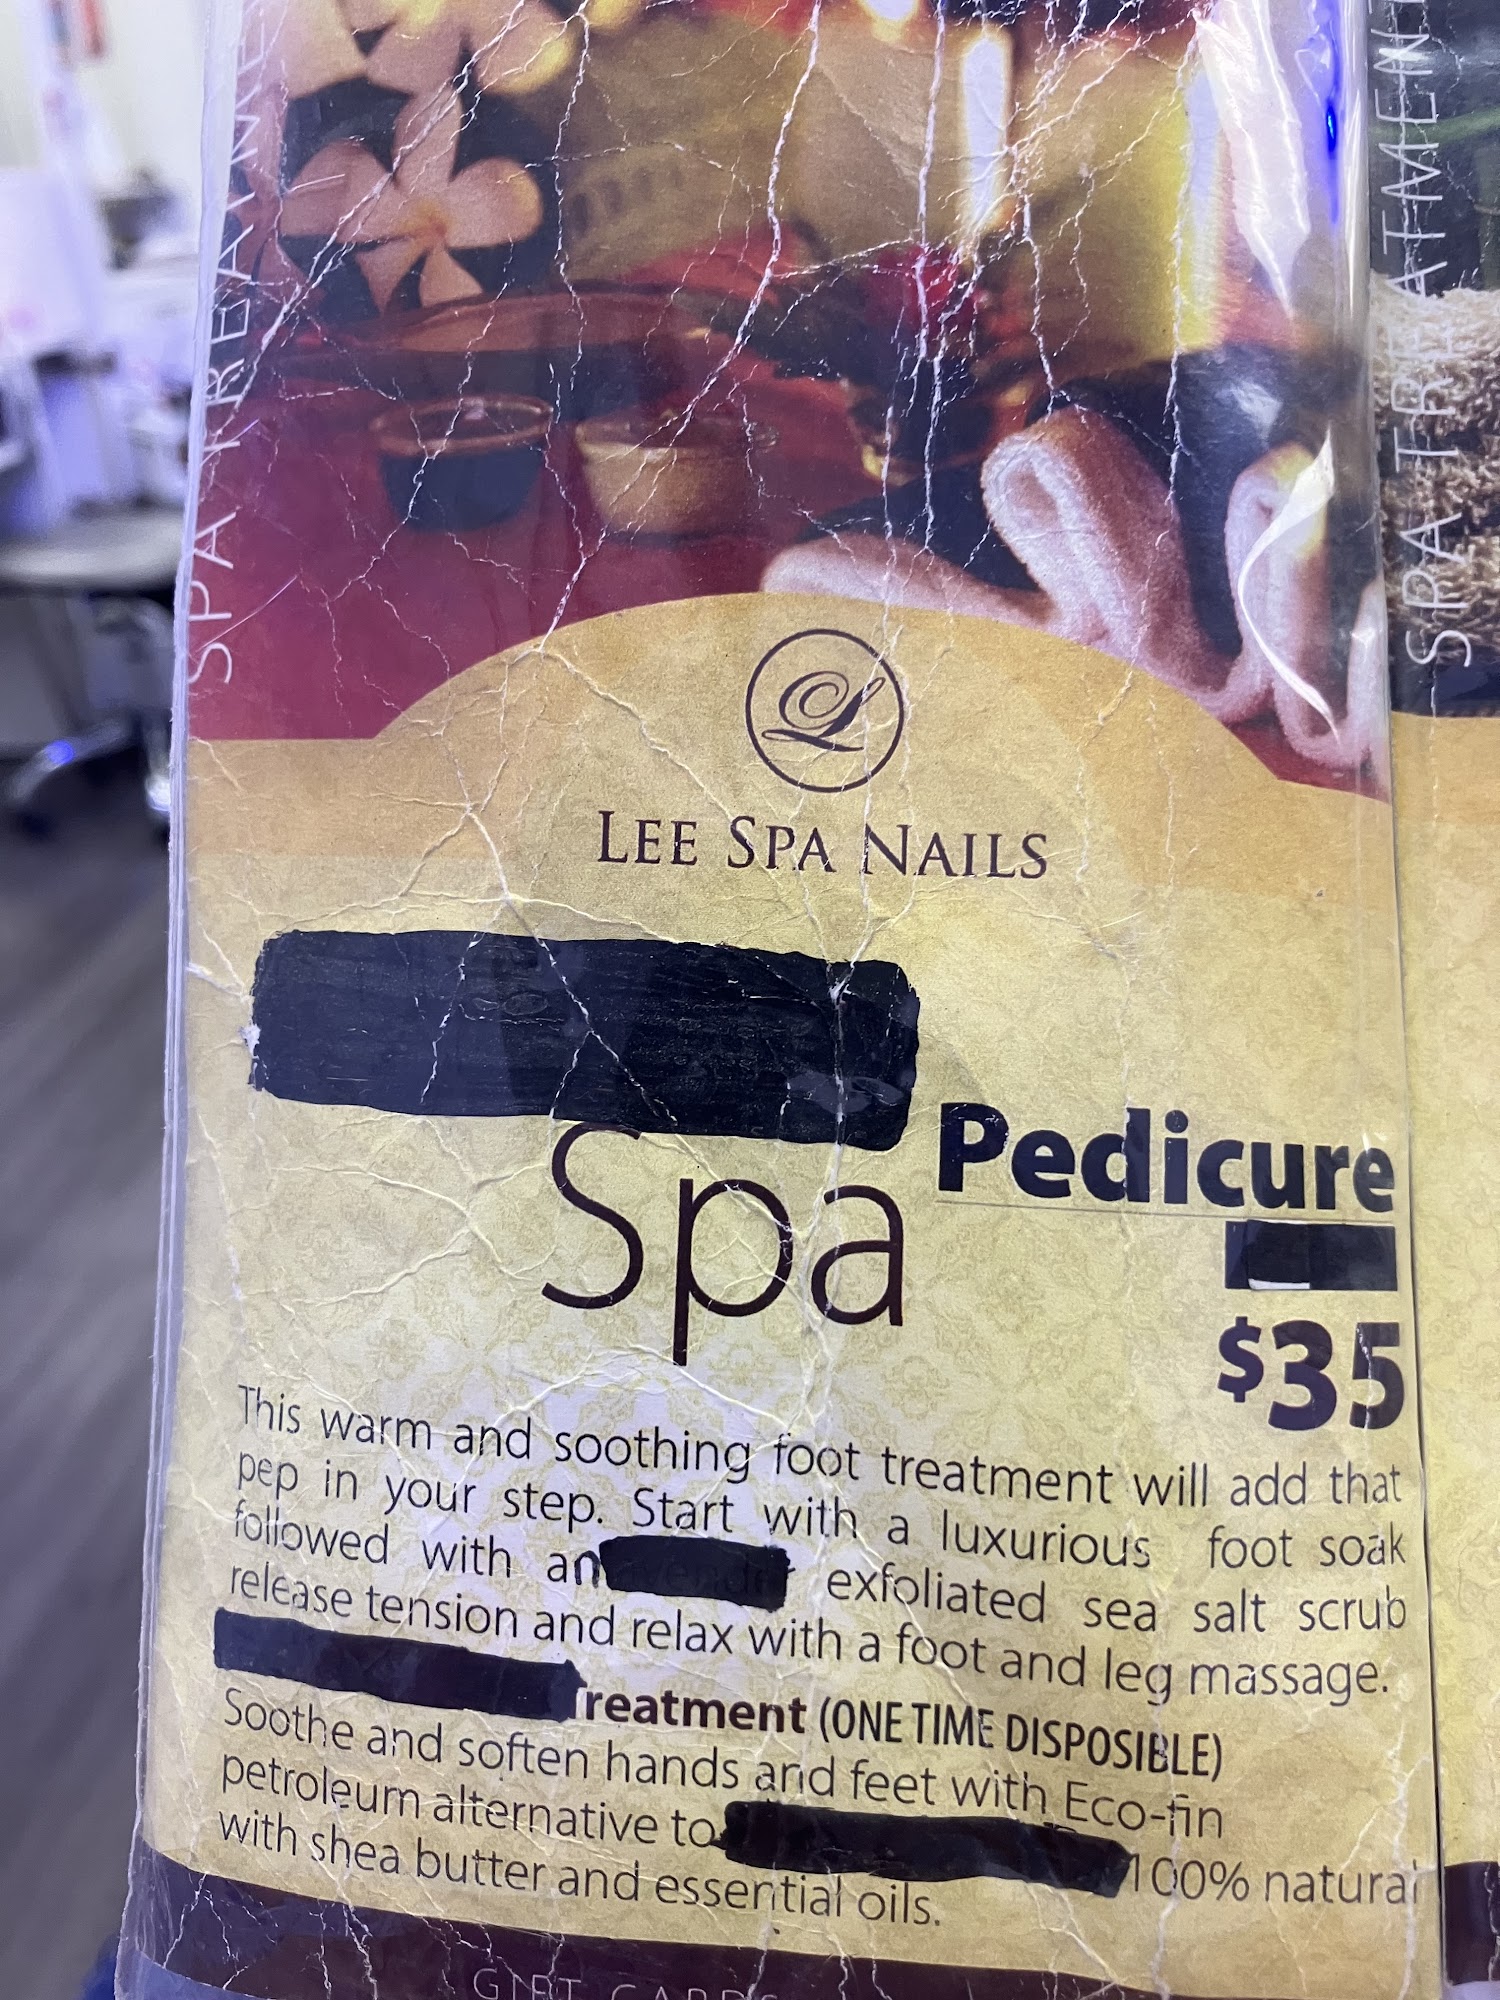 SPA TREATME
SPA TREATMENT
L
LEE SPA NAILS
Spa
Pedicure
$35
This warm and soothing foot treatment will add that
pep in your step. Start with a luxurious foot soak
followed with an exfoliated sea salt scrub
release tension and relax with a foot and leg massage.
Treatment (ONE TIME DISPOSIBLE)
Soothe and soften hands and feet with Eco-fin
petroleum alternative to 100% natural
with shea butter and essential oils.
GIFT CARDS